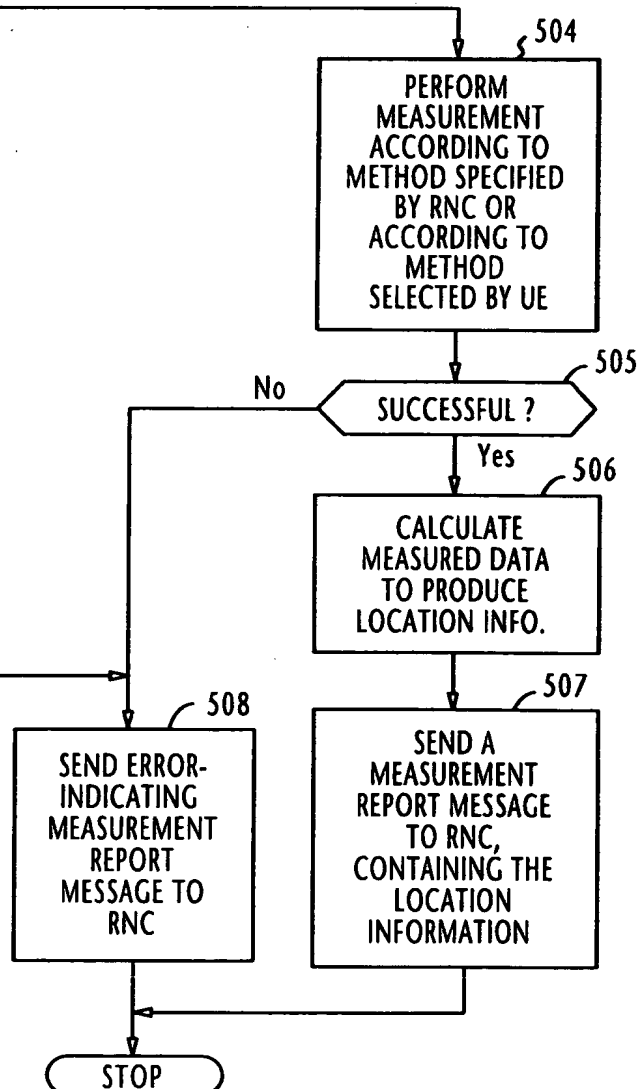 504
PERFORM
MEASUREMENT
ACCORDING TO
METHOD SPECIFIED
BY RNC OR
ACCORDING TO
METHOD
SELECTED BY UE
505
No
SUCCESSFUL ?
Yes
506
CALCULATE
MEASURED DATA
TO PRODUCE
LOCATION INFO.
507
SEND A
MEASUREMENT
REPORT MESSAGE
TO RNC,
CONTAINING THE
LOCATION
INFORMATION
508
SEND ERROR-
INDICATING
MEASUREMENT
REPORT
MESSAGE TO
RNC
STOP